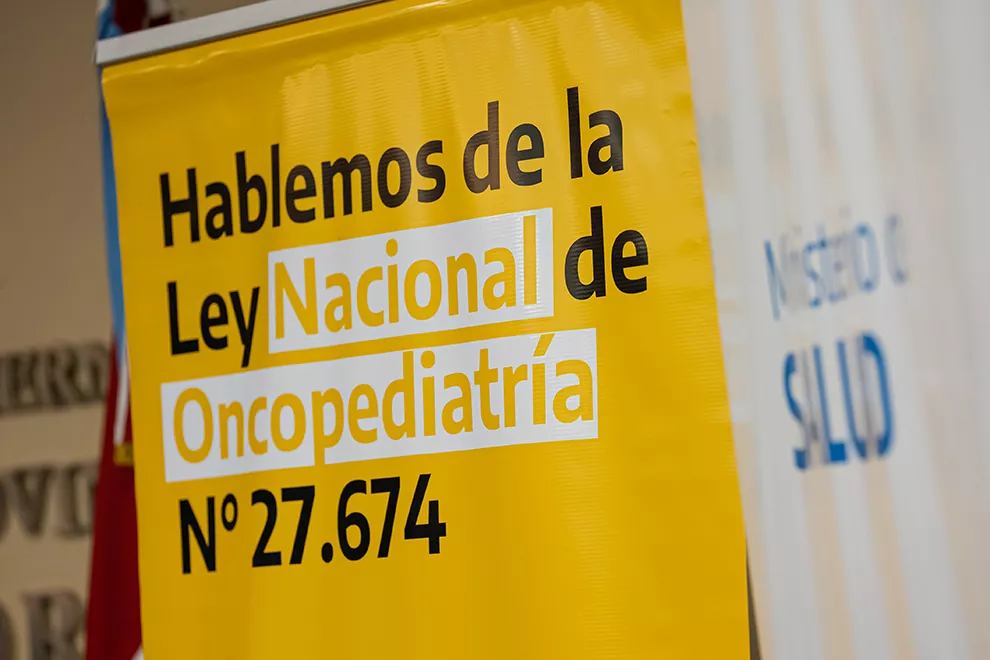 Hablemos de la
Ley Nacional de
Oncopediatría
N° 27.674
SALUD